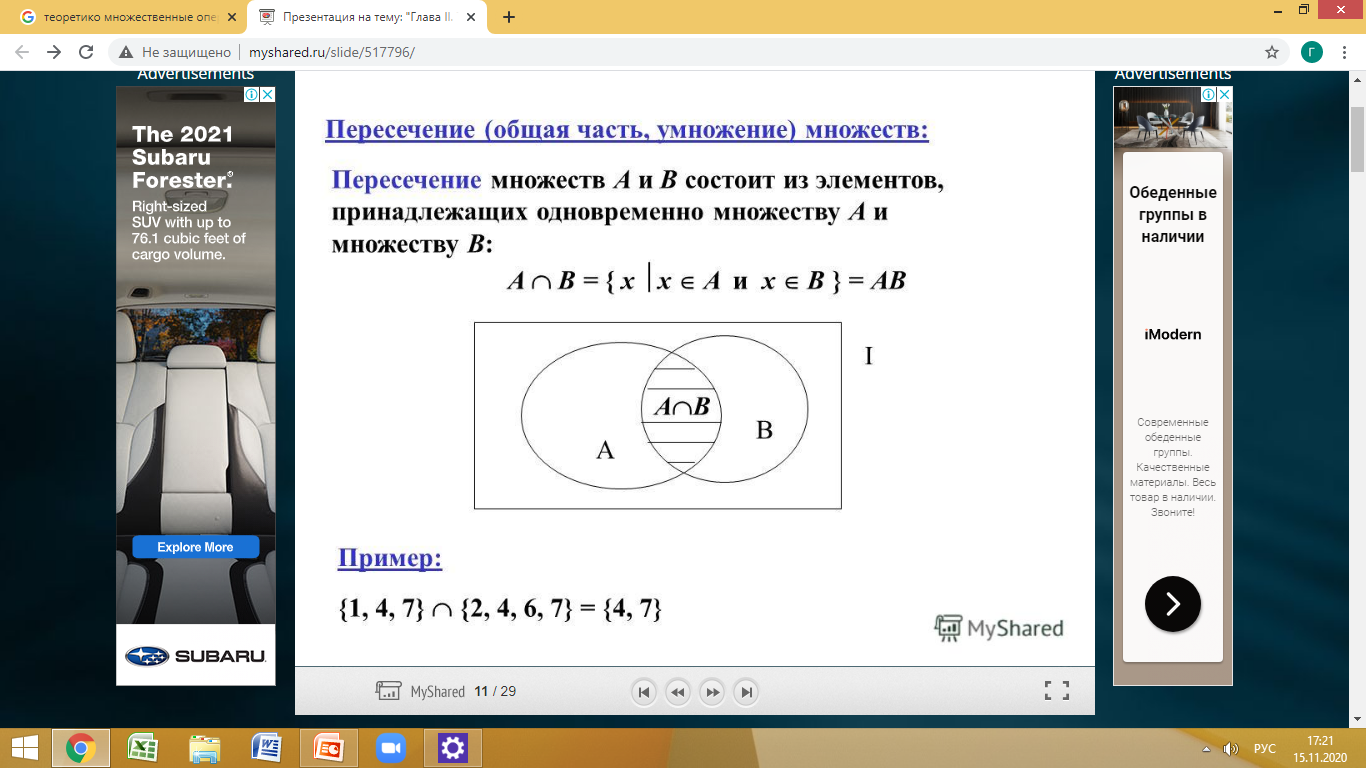 теоретико множественные опе
Презентация на тему: "Глава II.
Не защищено
myshared.ru/slide/517796/
Г
Advertisements
The 2021
Subaru
Forester.®
Right-sized
SUV with up to
76.1 cubic feet of
cargo volume.
Explore More
SUBARU
Пересечение (общая часть, умножение) множеств:
Пересечение множеств A и B состоит из элементов,
принадлежащих одновременно множеству A и
множеству B:
A ∩ B = { x | x ∈ A и x ∈ B } = AB
I
A∩B
B
A
Пример:
{1, 4, 7} ∩ {2, 4, 6, 7} = {4, 7}
MyShared
MyShared 11 / 29
Advertisements
Обеденные
группы в
наличии
iModern
Современные
обеденные
группы.
Качественные
материалы. Весь
товар в наличии.
Звоните!
РУС
17:21
15.11.2020